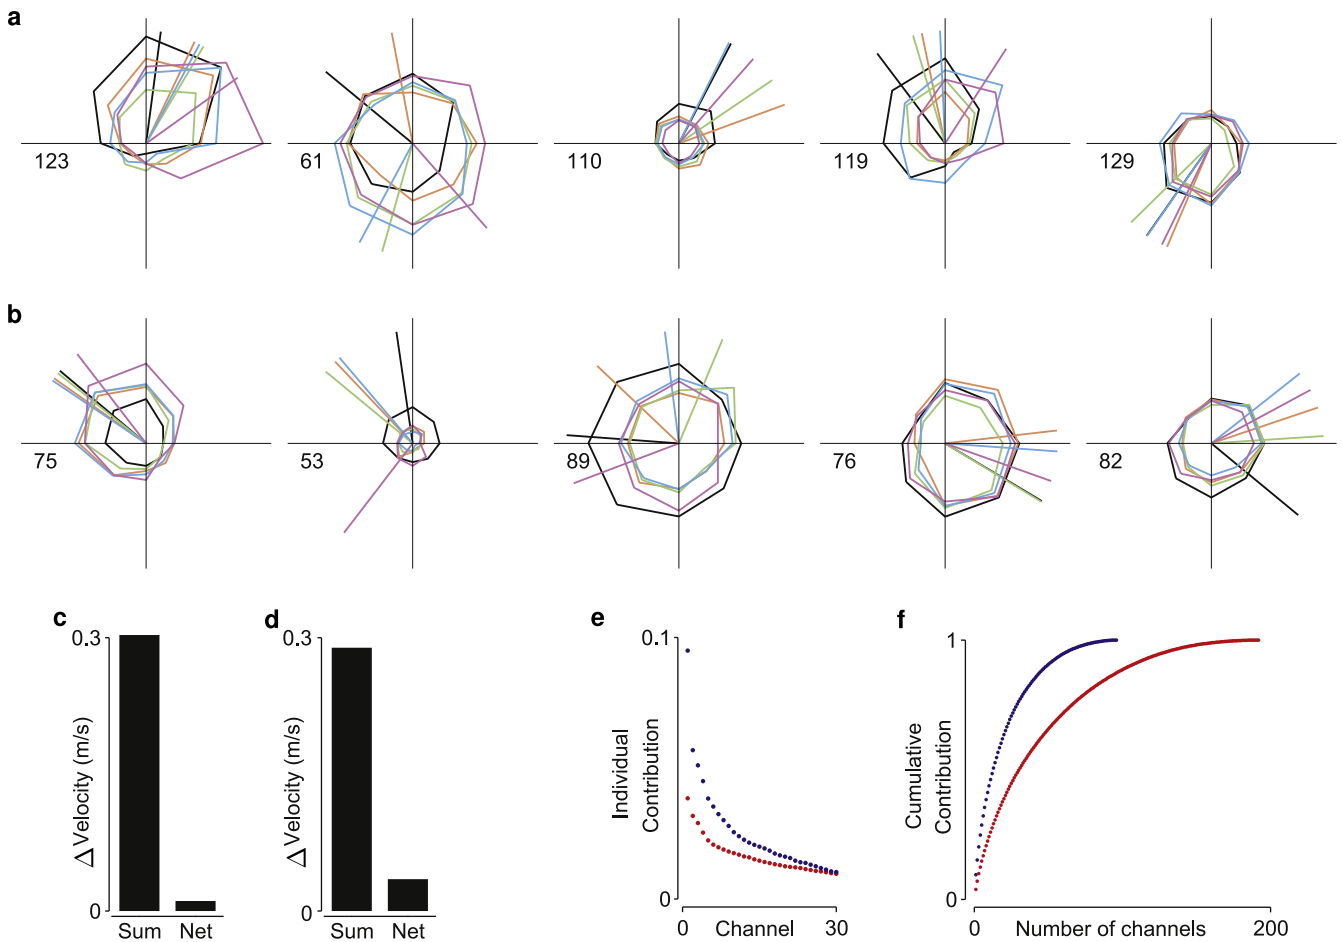 a
123
61
110
119
129
b
75
53
89
76
82
c
0.3
0
Δ Velocity (m/s)
Sum Net
d
0.3
0
Δ Velocity (m/s)
Sum Net
e
0.1
0
Individual
Contribution
0 Channel 30
f
1
0
Cumulative
Contribution
0 Number of channels 200